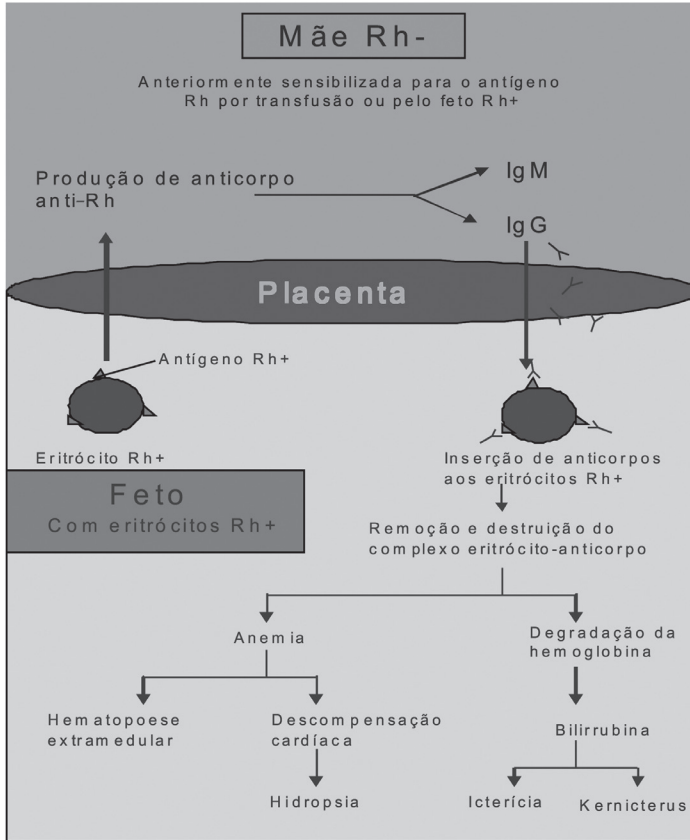 Mãe Rh-
Anteriormente sensibilizada para o antígeno
Rh por transfusão ou pelo feto Rh+
Produção de anticorpo
anti-Rh
IgM
IgG
Placenta
Antígeno Rh+
Eritrócito Rh+
Inserção de anticorpos
aos eritrócitos Rh+
Feto
Com eritrócitos Rh+
Remoção e destruição do
complexo eritrócito-anticorpo
Anemia
Degradação da
hemoglobina
Hematopoese
extramedular
Descompensação
cardíaca
Bilirrubina
Hidropsia
Icterícia
Kernicterus